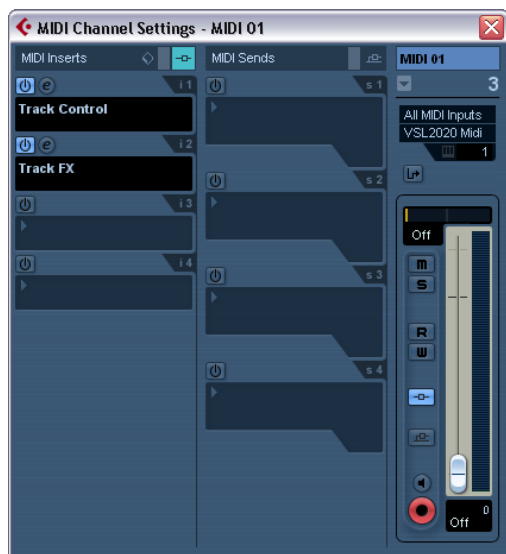 MIDI Channel Settings - MIDI 01
MIDI Inserts
e
i 1
Track Control
e
i 2
Track FX
i 3
i 4
MIDI Sends
s 1
s 2
s 3
s 4
MIDI 01
3
All MIDI Inputs
VSL2020 Midi
1
Off
m
S
R
W
0
Off